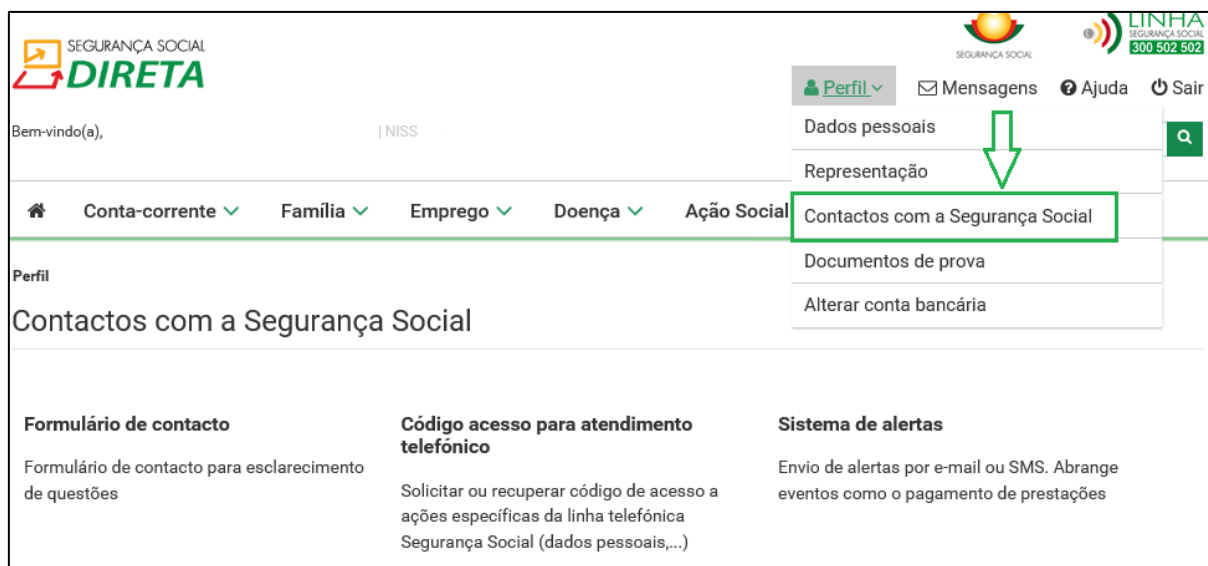 SEGURANÇA SOCIAL
DIRETA
SEGURANÇA SOCIAL
LINHA
SEGURANÇA SOCIAL
300 502 502
Perfil
Mensagens
Ajuda
Sair
Bem-vindo(a),
| NISS
Dados pessoais
Representação
Contactos com a Segurança Social
Documentos de prova
Alterar conta bancária
Conta-corrente
Família
Emprego
Doença
Ação Social
Perfil
Contactos com a Segurança Social
Formulário de contacto
Formulário de contacto para esclarecimento
de questões
Código acesso para atendimento
telefónico
Solicitar ou recuperar código de acesso a
ações específicas da linha telefónica
Segurança Social (dados pessoais,...)
Sistema de alertas
Envio de alertas por e-mail ou SMS. Abrange
eventos como o pagamento de prestações